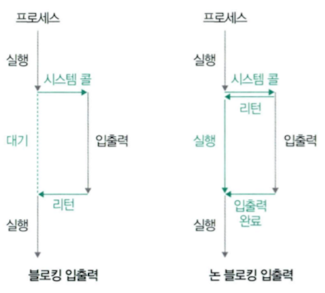 프로세스
실행
시스템 콜
대기
입출력
리턴
실행
블로킹 입출력
프로세스
실행
시스템 콜
리턴
실행
입출력
입출력
완료
실행
논 블로킹 입출력